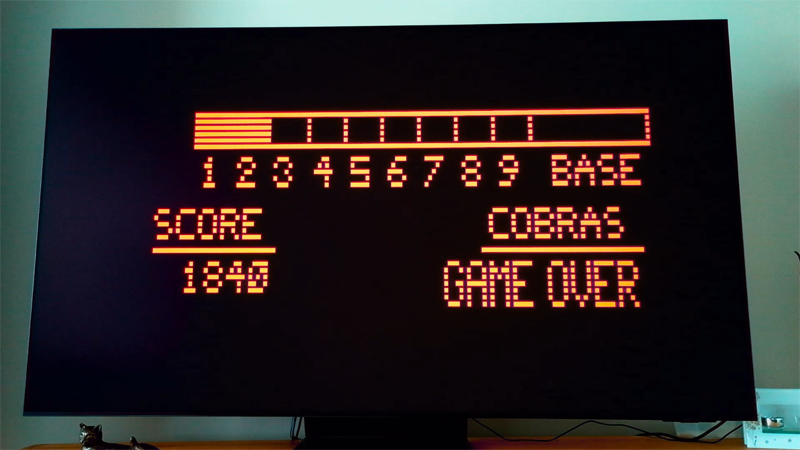 1 2 3 4 5 6 7 8 9 BASE
SCORE COBRAS
1840 GAME OVER